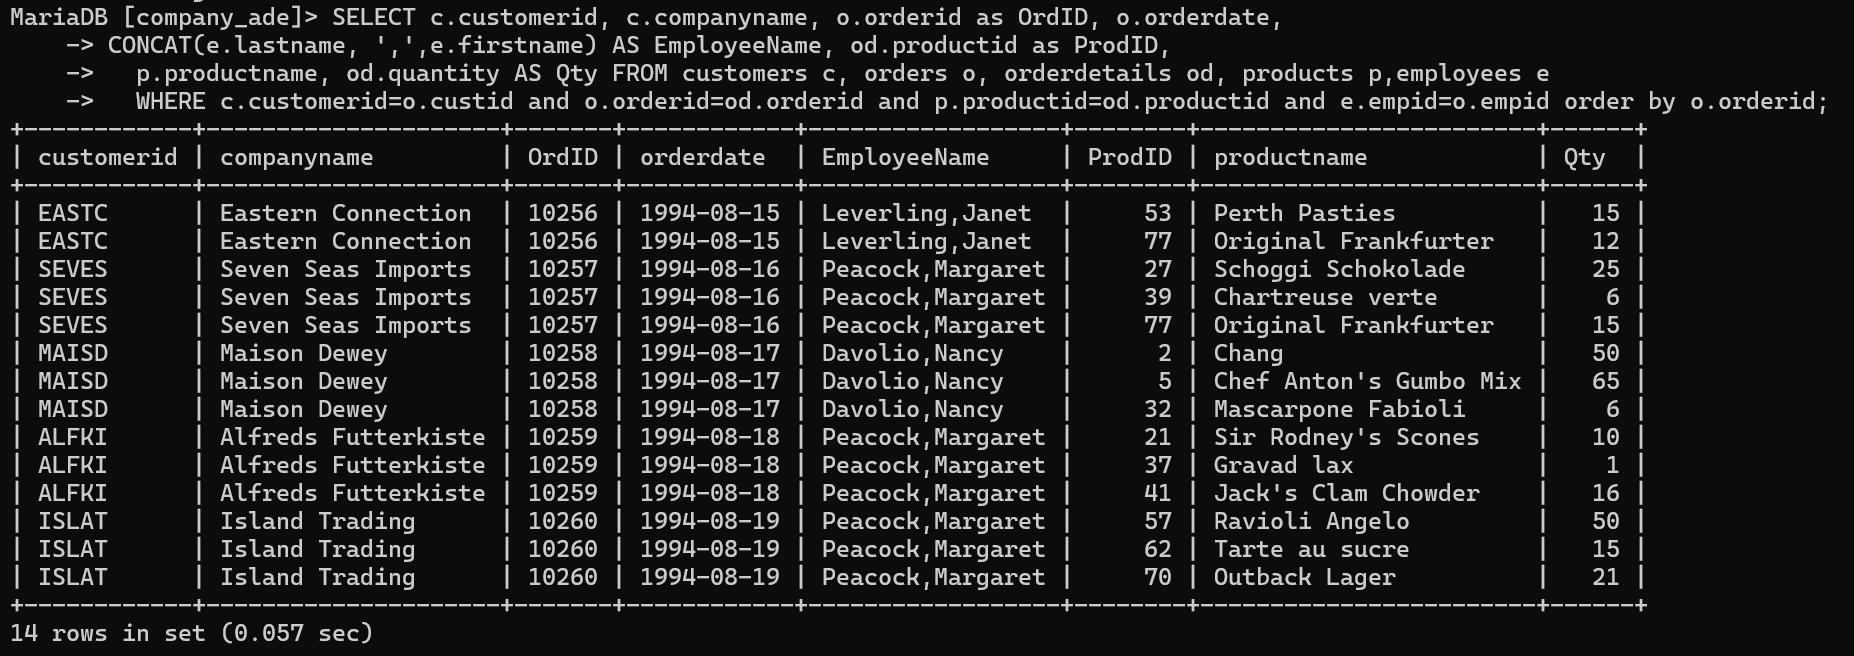 MariaDB [company_ade]> SELECT c.customerid, c.companyname, o.orderid as OrdID, o.orderdate,
    -> CONCAT(e.lastname, ',',e.firstname) AS EmployeeName, od.productid as ProdID,
    ->   p.productname, od.quantity AS Qty FROM customers c, orders o, orderdetails od, products p,employees e
    ->   WHERE c.customerid=o.custid and o.orderid=od.orderid and p.productid=od.productid and e.empid=o.empid order by o.orderid;
+------------+----------------------+-------+------------+------------------+--------+------------------------+------+
| customerid | companyname         | OrdID | orderdate  | EmployeeName     | ProdID | productname            | Qty  |
+------------+----------------------+-------+------------+------------------+--------+------------------------+------+
| EASTC      | Eastern Connection  | 10256 | 1994-08-15 | Leverling,Janet  |     53 | Perth Pasties          |   15 |
| EASTC      | Eastern Connection  | 10256 | 1994-08-15 | Leverling,Janet  |     77 | Original Frankfurter   |   12 |
| SEVES      | Seven Seas Imports  | 10257 | 1994-08-16 | Peacock,Margaret |     27 | Schoggi Schokolade     |   25 |
| SEVES      | Seven Seas Imports  | 10257 | 1994-08-16 | Peacock,Margaret |     39 | Chartreuse verte       |    6 |
| SEVES      | Seven Seas Imports  | 10257 | 1994-08-16 | Peacock,Margaret |     77 | Original Frankfurter   |   15 |
| MAISD      | Maison Dewey        | 10258 | 1994-08-17 | Davolio,Nancy    |      2 | Chang                  |   50 |
| MAISD      | Maison Dewey        | 10258 | 1994-08-17 | Davolio,Nancy    |      5 | Chef Anton's Gumbo Mix |   65 |
| MAISD      | Maison Dewey        | 10258 | 1994-08-17 | Davolio,Nancy    |     32 | Mascarpone Fabioli     |    6 |
| ALFKI      | Alfreds Futterkiste | 10259 | 1994-08-18 | Peacock,Margaret |     21 | Sir Rodney's Scones    |   10 |
| ALFKI      | Alfreds Futterkiste | 10259 | 1994-08-18 | Peacock,Margaret |     37 | Gravad lax             |    1 |
| ALFKI      | Alfreds Futterkiste | 10259 | 1994-08-18 | Peacock,Margaret |     41 | Jack's Clam Chowder    |   16 |
| ISLAT      | Island Trading      | 10260 | 1994-08-19 | Peacock,Margaret |     57 | Ravioli Angelo         |   50 |
| ISLAT      | Island Trading      | 10260 | 1994-08-19 | Peacock,Margaret |     62 | Tarte au sucre         |   15 |
| ISLAT      | Island Trading      | 10260 | 1994-08-19 | Peacock,Margaret |     70 | Outback Lager          |   21 |
+------------+----------------------+-------+------------+------------------+--------+------------------------+------+
14 rows in set (0.057 sec)